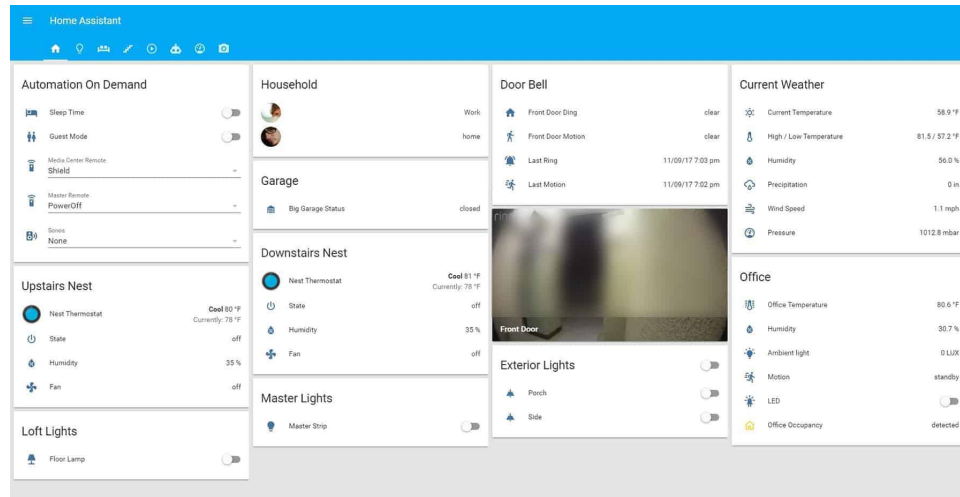 Home Assistant
Automation On Demand
Sleep Time
Guest Mode
Media Center Remote
Shield
Master Remote
PowerOff
Sonos
None
Upstairs Nest
Nest Thermostat Cool 80 °F
Currently: 78 °F
State off
Humidity 35 %
Fan off
Loft Lights
Floor Lamp
Household
Work
home
Garage
Big Garage Status closed
Downstairs Nest
Nest Thermostat Cool 81 °F
Currently: 78 °F
State off
Humidity 35 %
Fan off
Master Lights
Master Strip
Door Bell
Front Door Ding clear
Front Door Motion clear
Last Ring 11/09/17 7:03 pm
Last Motion 11/09/17 7:02 pm
ring
Front Door
Exterior Lights
Porch
Side
Current Weather
Current Temperature 58.9 °F
High / Low Temperature 81.5 / 57.2 °F
Humidity 56.0 %
Precipitation 0 in
Wind Speed 1.1 mph
Pressure 1012.8 mbar
Office
Office Temperature 80.6 °F
Humidity 30.7 %
Ambient light 0 LUX
Motion standby
LED
Office Occupancy detected